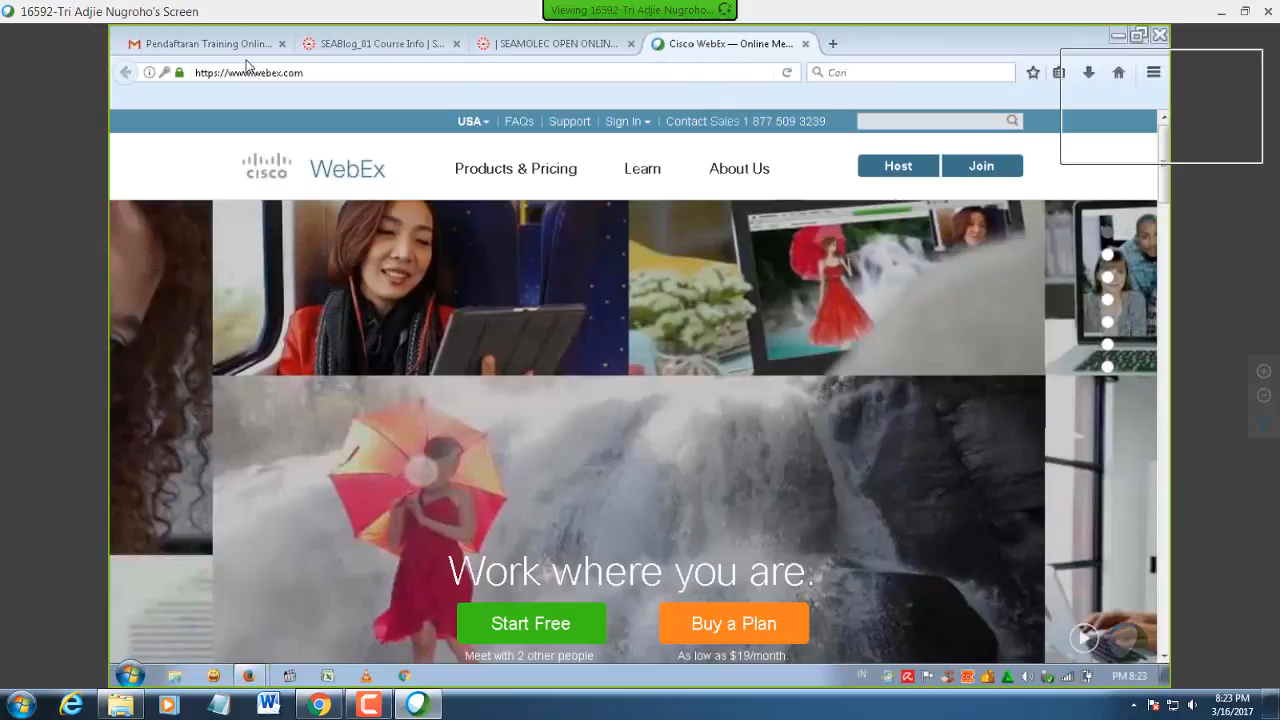 16592-Tri Adjie Nugroho's Screen
Viewing 16592-Tri Adjie Nugroho...
Pendaftaran Training Onlin...
SEABlog_01 Course
| SEAMOLEC OPEN ONLIN...
Cisco WebEx — Online Me...
https://www.webex.com
Cari
USA
FAQs
Support
Sign In
Contact Sales 1 877 509 3239
cisco WebEx
Products & Pricing
Learn
About Us
Host
Join
Work where you are.
Start Free
Buy a Plan
Meet with 2 other people
As low as $19/month.
IN
PM 8:23
8:23 PM
3/16/2017